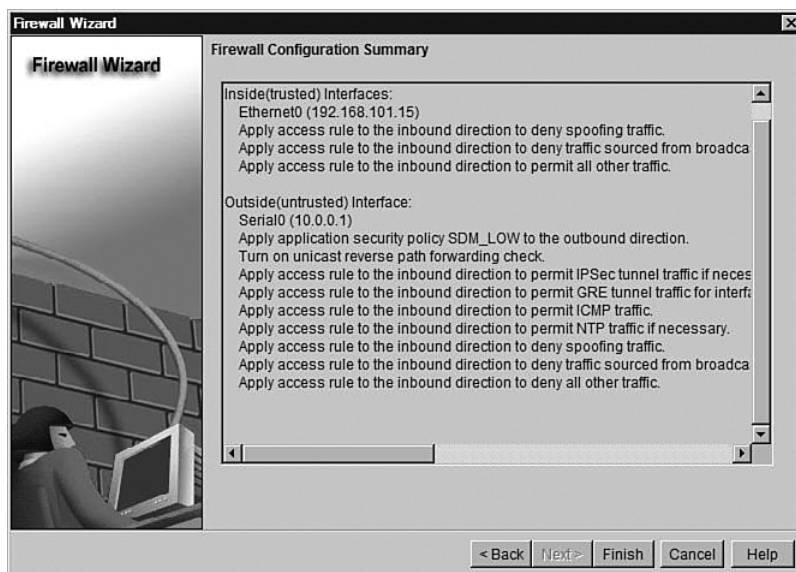 Firewall Wizard
Firewall Wizard
Firewall Configuration Summary
Inside(trusted) Interfaces:
Ethernet0 (192.168.101.15)
Apply access rule to the inbound direction to deny spoofing traffic.
Apply access rule to the inbound direction to deny traffic sourced from broadca
Apply access rule to the inbound direction to permit all other traffic.
Outside(untrusted) Interface:
Serial0 (10.0.0.1)
Apply application security policy SDM_LOW to the outbound direction.
Turn on unicast reverse path forwarding check.
Apply access rule to the inbound direction to permit IPSec tunnel traffic if neces
Apply access rule to the inbound direction to permit GRE tunnel traffic for interfa
Apply access rule to the inbound direction to permit ICMP traffic.
Apply access rule to the inbound direction to permit NTP traffic if necessary.
Apply access rule to the inbound direction to deny spoofing traffic.
Apply access rule to the inbound direction to deny traffic sourced from broadca
Apply access rule to the inbound direction to deny all other traffic.
< Back Next > Finish Cancel Help